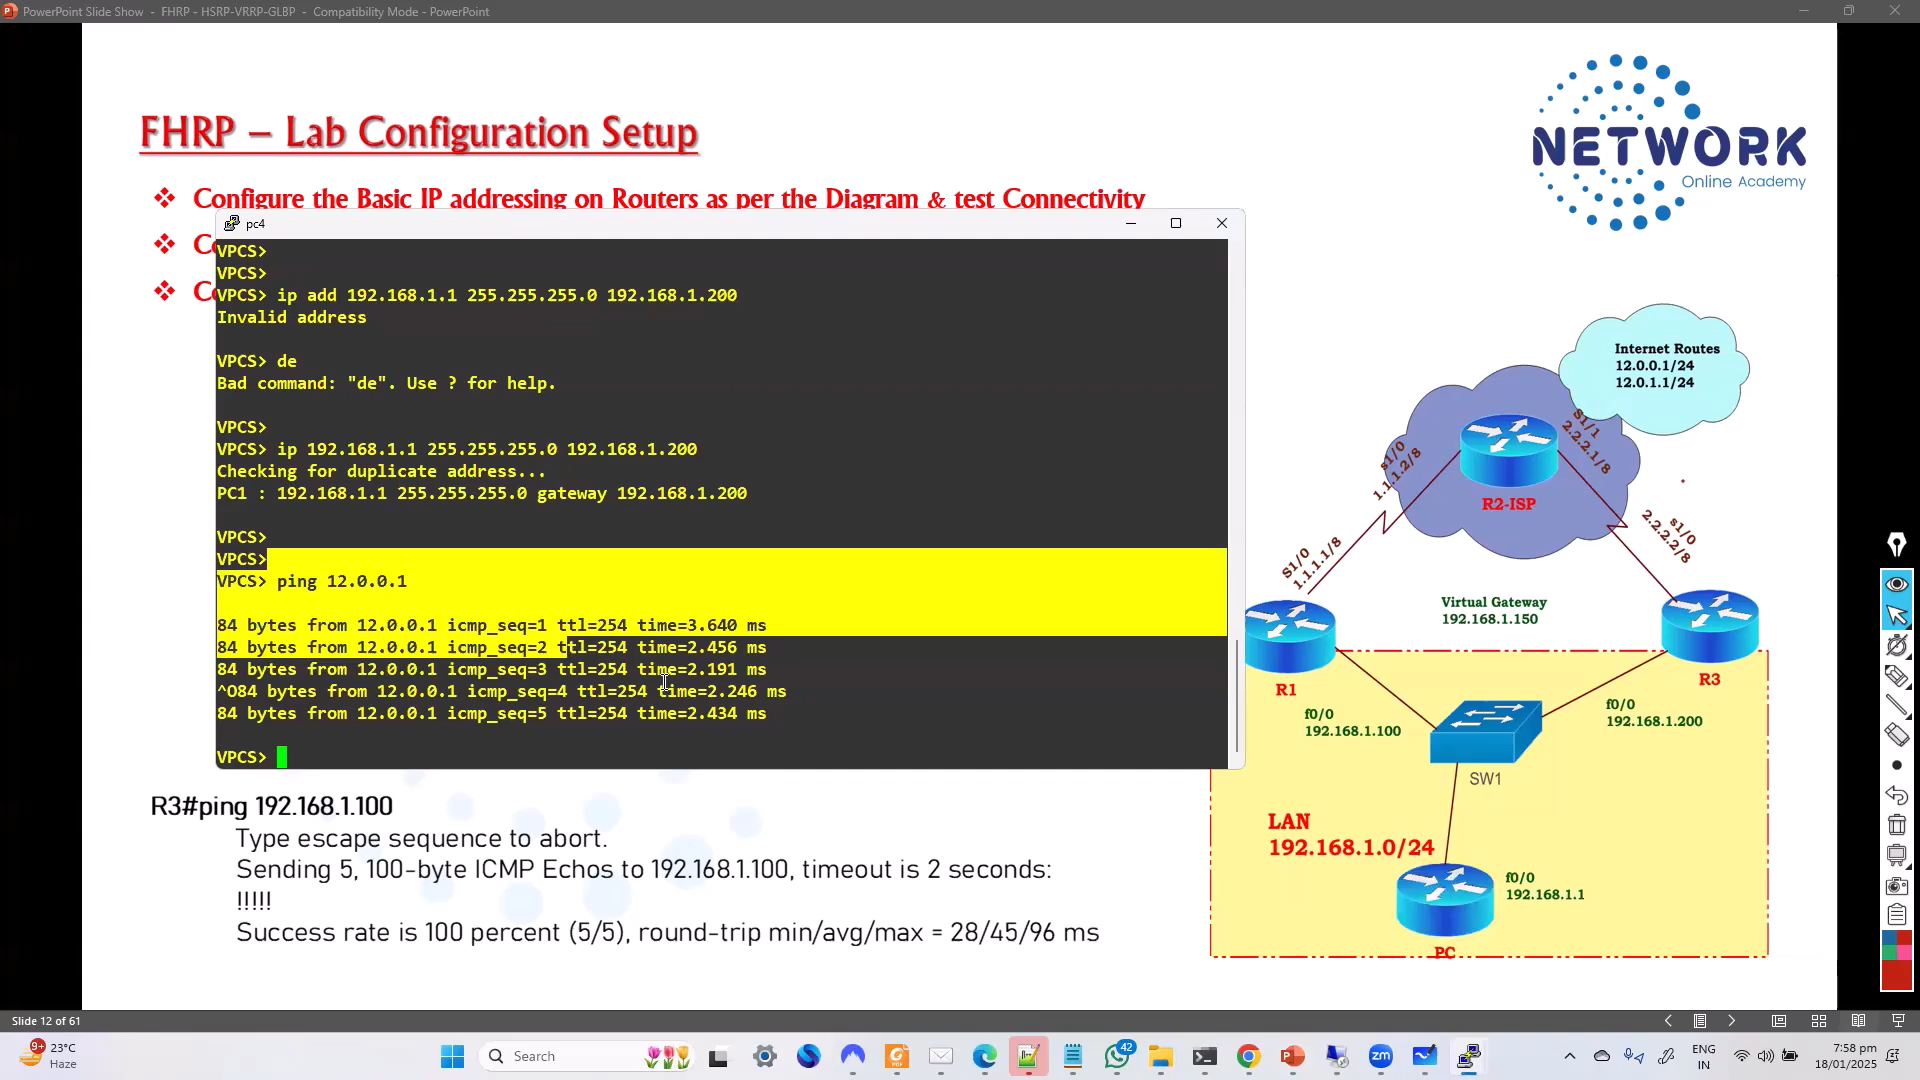 PowerPoint Slide Show - FHRP - HSRP-VRRP-GLBP - Compatibility Mode - PowerPoint
NETWORK
Online Academy
FHRP – Lab Configuration Setup
❖ Configure the Basic IP addressing on Routers as per the Diagram & test Connectivity
❖ Co
❖ Co
pc4
VPCS>
VPCS>
VPCS> ip add 192.168.1.1 255.255.255.0 192.168.1.200
Invalid address
VPCS> de
Bad command: "de". Use ? for help.
VPCS>
VPCS> ip 192.168.1.1 255.255.255.0 192.168.1.200
Checking for duplicate address...
PC1 : 192.168.1.1 255.255.255.0 gateway 192.168.1.200
VPCS>
VPCS>
VPCS> ping 12.0.0.1
84 bytes from 12.0.0.1 icmp_seq=1 ttl=254 time=3.640 ms
84 bytes from 12.0.0.1 icmp_seq=2 ttl=254 time=2.456 ms
84 bytes from 12.0.0.1 icmp_seq=3 ttl=254 time=2.191 ms
^O84 bytes from 12.0.0.1 icmp_seq=4 ttl=254 time=2.246 ms
84 bytes from 12.0.0.1 icmp_seq=5 ttl=254 time=2.434 ms
VPCS>
Internet Routes
12.0.0.1/24
12.0.1.1/24
S1/1
2.2.2.1/8
s1/0
1.1.1.2/8
R2-ISP
s1/0
2.2.2.2/8
S1/0
1.1.1.1/8
Virtual Gateway
192.168.1.150
R1
R3
f0/0
192.168.1.100
f0/0
192.168.1.200
SW1
LAN
192.168.1.0/24
f0/0
192.168.1.1
PC
R3#ping 192.168.1.100
Type escape sequence to abort.
Sending 5, 100-byte ICMP Echos to 192.168.1.100, timeout is 2 seconds:
!!!!!
Success rate is 100 percent (5/5), round-trip min/avg/max = 28/45/96 ms
Slide 12 of 61
9+
23°C
Haze
Search
42
zm
ENG
IN
7:58 pm
18/01/2025